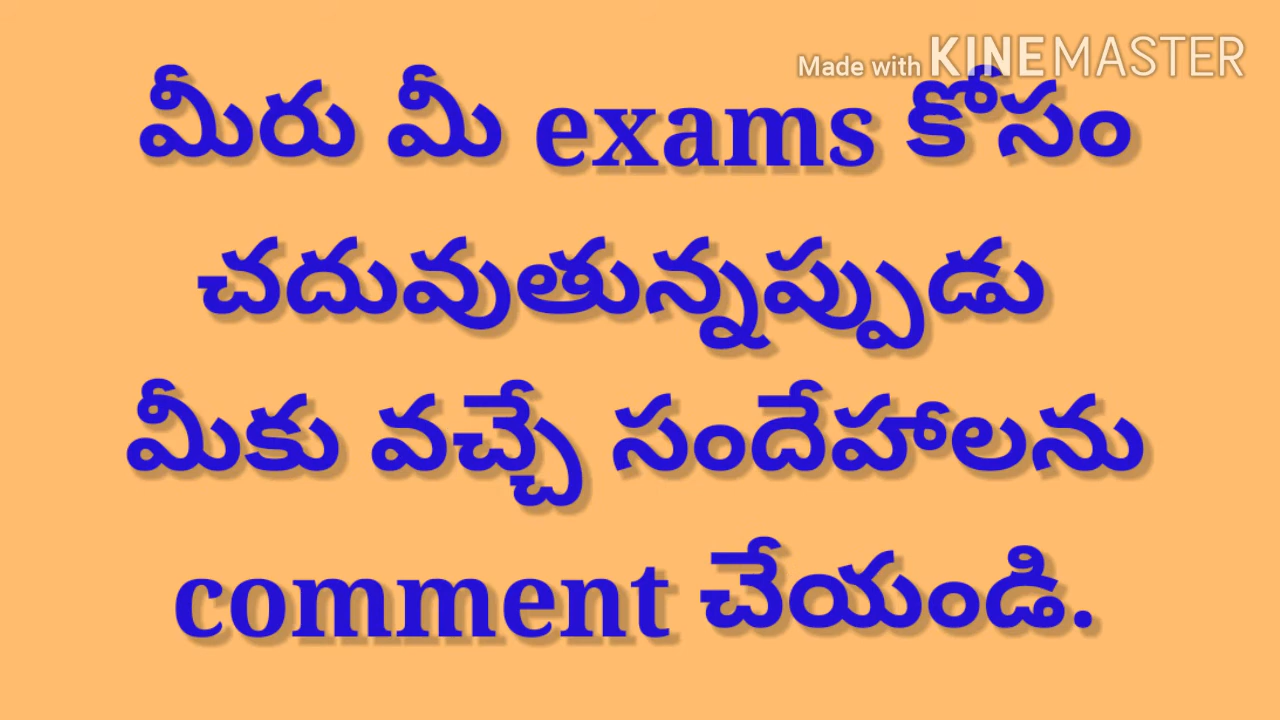 Made with KINEMASTER
మీరు మీ exams కోసం
చదువుతున్నప్పుడు
మీకు వచ్చే సందేహాలను
comment చేయండి.